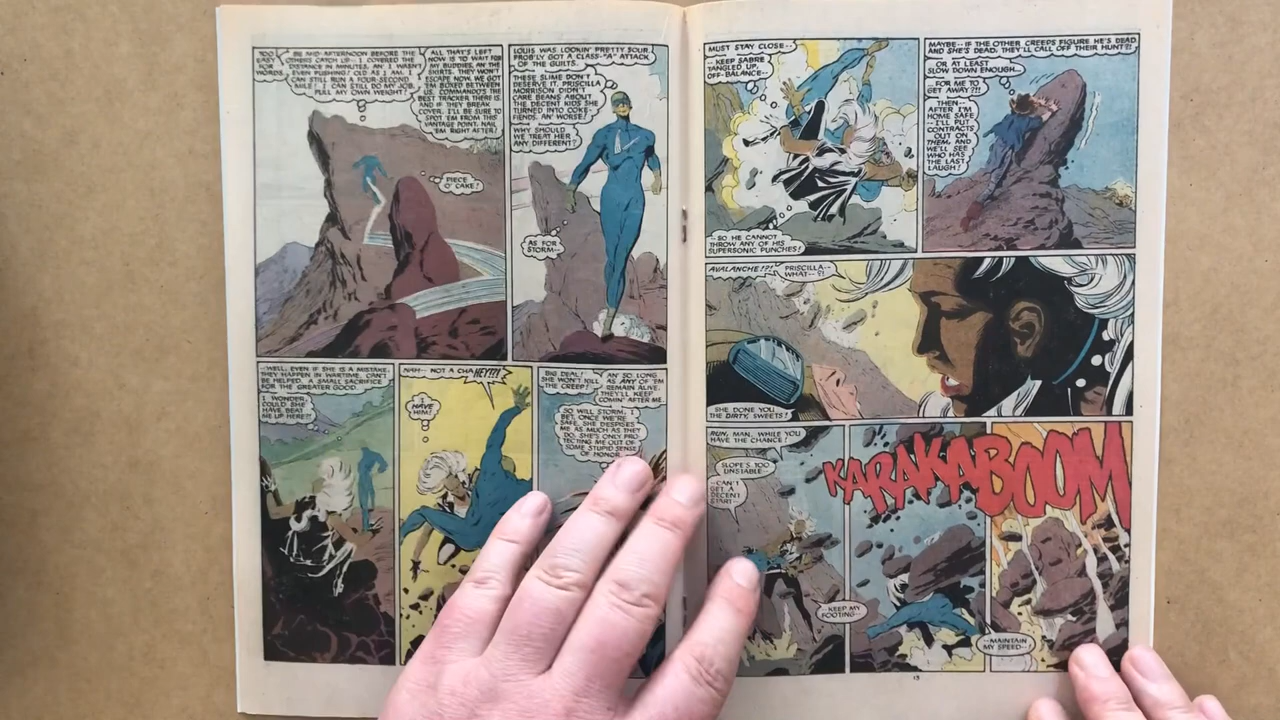 TOO
EASY
FOR
WORDS.
BE MID-AFTERNOON BEFORE THE
OTHERS CATCH UP-- I COVERED THE
DISTANCE IN MINUTES, AN' I WASN'T
EVEN PUSHING! OLD AS I AM, I
CAN STILL RUN A FOUR-SECOND
MILE! I CAN STILL DO MY JOB,
PULL MY OWN WEIGHT!
ALL THAT'S LEFT
NOW IS TO WAIT FOR
MY BUDDIES, AN' THE
SKIRTS. THEY WON'T
ESCAPE NOW, WE GOT
'EM BOXED BETWEEN
US. COMMANDO'S THE
BEST TRACKER THERE IS,
AND IF THEY BREAK
COVER, I'LL BE SURE TO
SPOT 'EM FROM THIS
VANTAGE POINT. NAIL
'EM RIGHT AFTER!
PIECE
O' CAKE!
LOUIS WAS LOOKIN' PRETTY SOUR.
PROB'LY GOT A CLASS-"A" ATTACK
OF THE GUILTS.
THESE SLIME DON'T
DESERVE IT. PRISCILLA
MORRISON DIDN'T
CARE BEANS ABOUT
THE DECENT KIDS SHE
TURNED INTO COKE-
FIENDS, AN' WORSE!
WHY SHOULD
WE TREAT HER
ANY DIFFERENT?
AS FOR
STORM--
--WELL, EVEN IF SHE IS A MISTAKE,
THEY HAPPEN IN WARTIME. CAN'T
BE HELPED. A SMALL SACRIFICE
FOR THE GREATER GOOD.
I WONDER,
COULD SHE
HAVE BEAT
ME UP HERE?!
NAH-- NOT A CHA HEY!?!
I
HAVE
HIM!
BIG DEAL!
SHE WON'T KILL
THE CREEP!
AN' SO LONG
AS ANY OF 'EM
REMAIN ALIVE,
THEY'LL KEEP
COMIN' AFTER ME.
SO WILL STORM, I
BET, ONCE WE'RE
SAFE. SHE DESPISES
ME AS MUCH AS THEY
DO. SHE'S ONLY PRO-
TECTING ME OUT OF
SOME STUPID SENSE
OF HONOR.
MUST STAY CLOSE--
--KEEP SABRE
TANGLED UP,
OFF-BALANCE--
--SO HE CANNOT
THROW ANY OF HIS
SUPERSONIC PUNCHES!
MAYBE-- IF THE OTHER CREEPS FIGURE HE'S DEAD
AND SHE'S DEAD, THEY'LL CALL OFF THEIR HUNT?!
OR AT LEAST
SLOW DOWN ENOUGH--
--FOR ME TO
GET AWAY?!!
THEN--
AFTER I'M
HOME SAFE
--I'LL PUT
CONTRACTS
OUT ON
THEM, AND
WE'LL SEE
WHO HAS
THE LAST
LAUGH!
AVALANCHE!?!
PRISCILLA--
WHAT--?!
SHE DONE YOU
THE DIRTY, SWEETS!
RUN, MAN, WHILE YOU
HAVE THE CHANCE!
SLOPE'S TOO
UNSTABLE--
--CAN'T
GET A
DECENT
START--
--KEEP MY
FOOTING--
--MAINTAIN
MY SPEED--!
KARAKABOOM
13